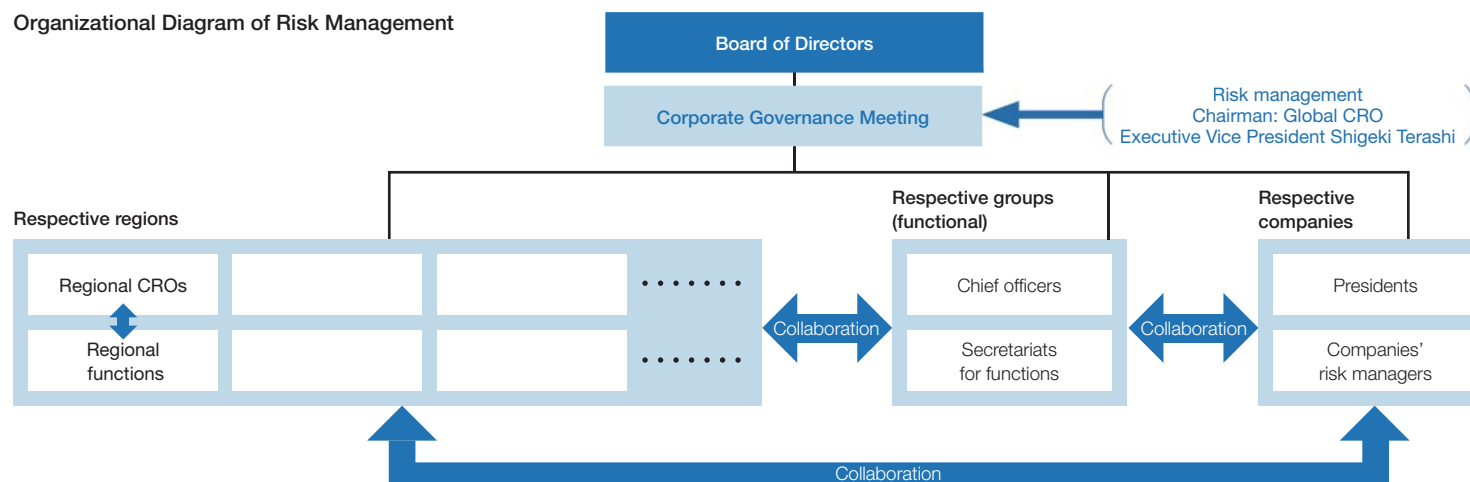 Organizational Diagram of Risk Management
Board of Directors
Corporate Governance Meeting
Risk management
Chairman: Global CRO
Executive Vice President Shigeki Terashi
Respective regions
Respective groups
(functional)
Respective
companies
Regional CROs
.......
Chief officers
Presidents
Collaboration
Collaboration
Regional
functions
.......
Secretariats
for functions
Companies’
risk managers
Collaboration